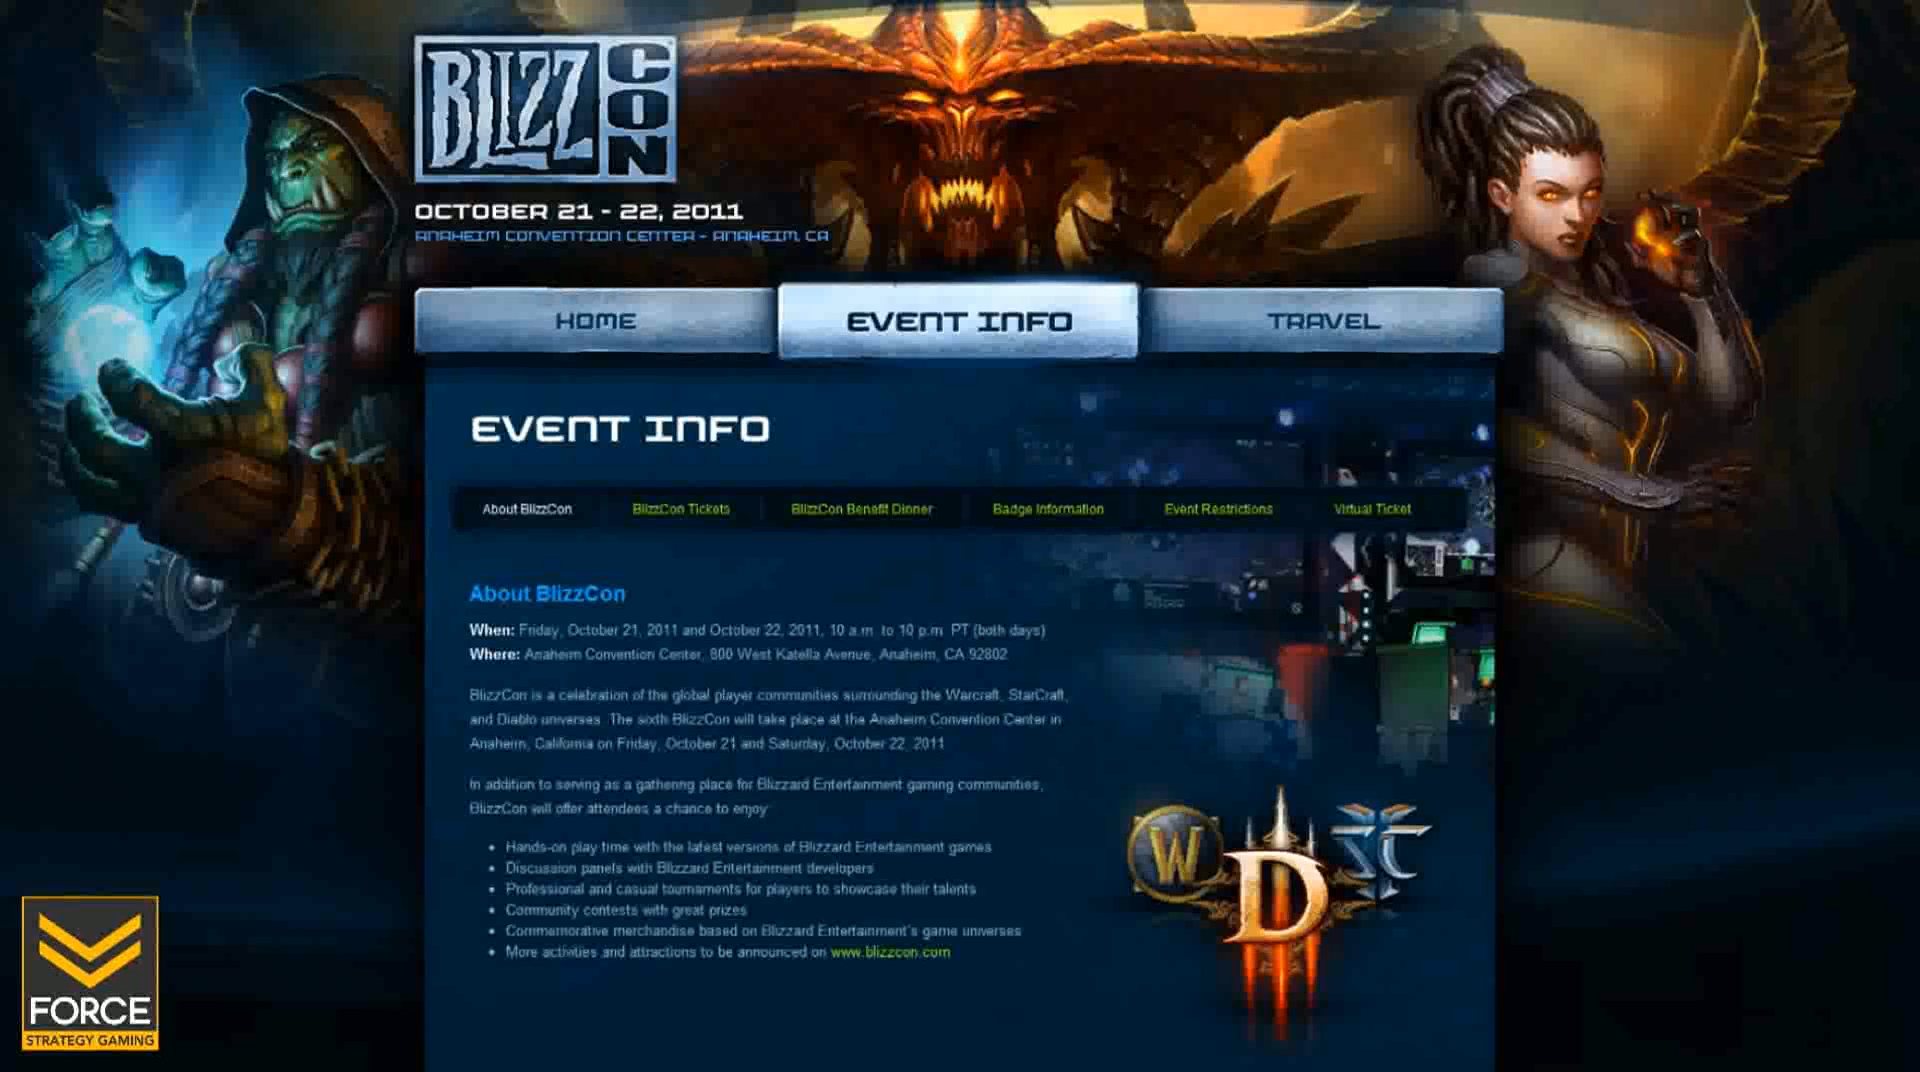 BLIZZ CON
OCTOBER 21 - 22, 2011
ANAHEIM CONVENTION CENTER - ANAHEIM, CA
HOME
EVENT INFO
TRAVEL
EVENT INFO
About BlizzCon
BlizzCon Tickets
BlizzCon Benefit Dinner
Badge Information
Event Restrictions
Virtual Ticket
About BlizzCon
When: Friday, October 21, 2011 and October 22, 2011, 10 a.m. to 10 p.m. PT (both days)
Where: Anaheim Convention Center, 800 West Katella Avenue, Anaheim, CA 92802
BlizzCon is a celebration of the global player communities surrounding the Warcraft, StarCraft,
and Diablo universes. The sixth BlizzCon will take place at the Anaheim Convention Center in
Anaheim, California on Friday, October 21 and Saturday, October 22, 2011
In addition to serving as a gathering place for Blizzard Entertainment gaming communities,
BlizzCon will offer attendees a chance to enjoy:
• Hands-on play time with the latest versions of Blizzard Entertainment games
• Discussion panels with Blizzard Entertainment developers
• Professional and casual tournaments for players to showcase their talents
• Community contests with great prizes
• Commemorative merchandise based on Blizzard Entertainment's game universes
• More activities and attractions to be announced on www.blizzcon.com
W D SC
FORCE
STRATEGY GAMING